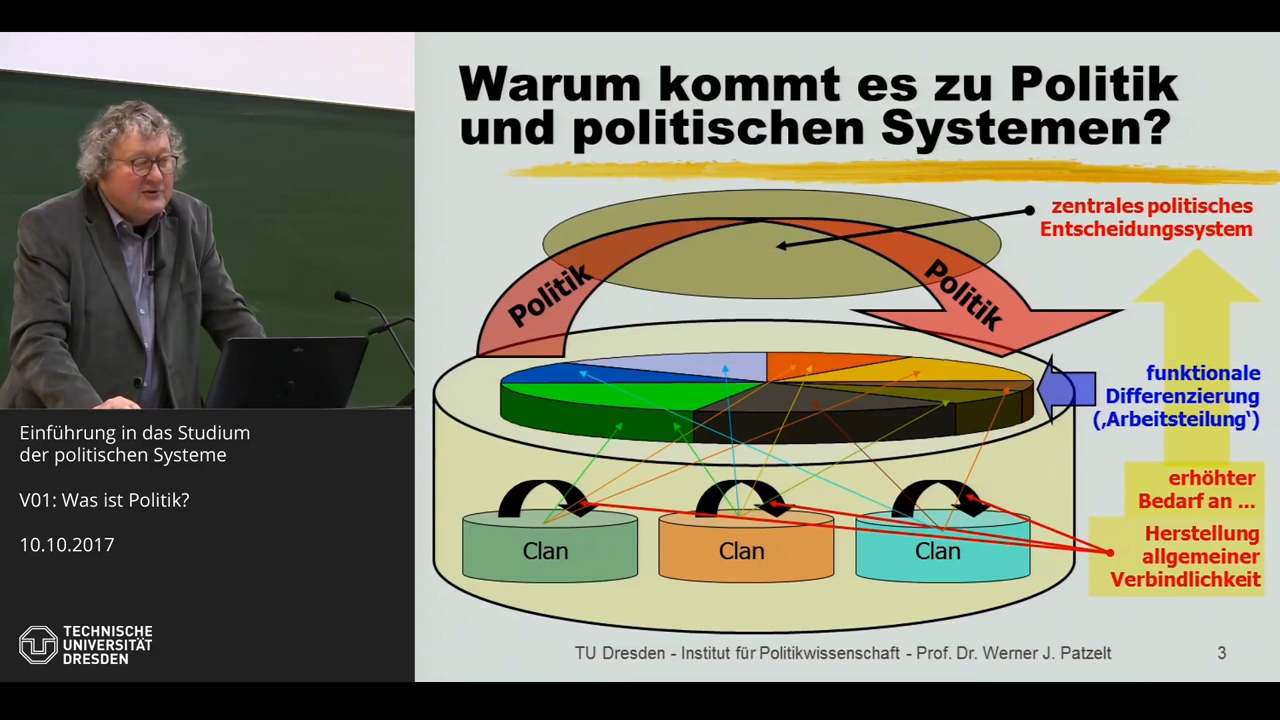 Warum kommt es zu Politik
und politischen Systemen?
zentrales politisches
Entscheidungssystem
Politik
Politik
funktionale
Differenzierung
(‚Arbeitsteilung‘)
erhöhter
Bedarf an ...
Herstellung
allgemeiner
Verbindlichkeit
Clan
Clan
Clan
TU Dresden - Institut für Politikwissenschaft - Prof. Dr. Werner J. Patzelt
3
Einführung in das Studium
der politischen Systeme
V01: Was ist Politik?
10.10.2017
TECHNISCHE
UNIVERSITÄT
DRESDEN